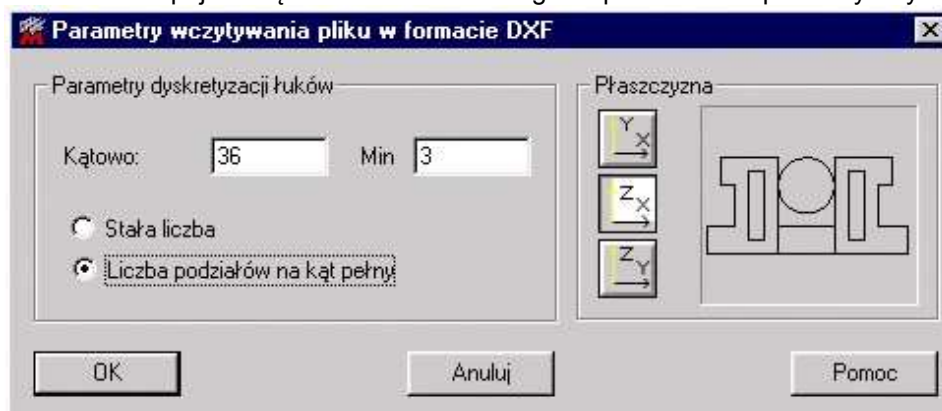 Parametry wczytywania pliku w formacie DXF
Parametry dyskretyzacji łuków
Płaszczyzna
Kątowo: 36 Min 3
Stała liczba
Liczba podziałów na kąt pełny
Y X
Z X
Z Y
OK Anuluj Pomoc